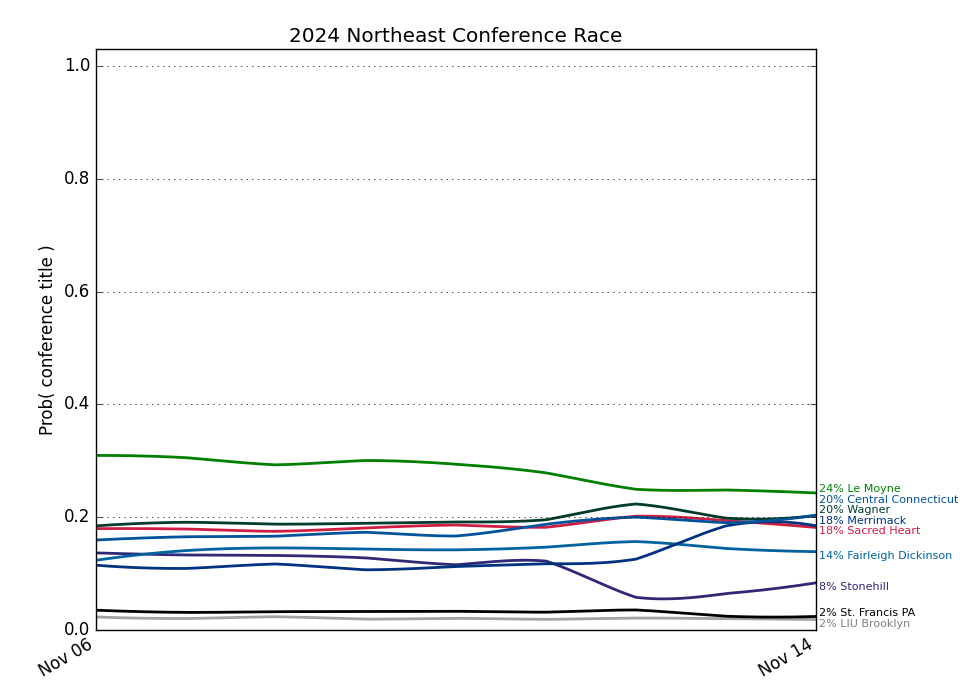 2024 Northeast Conference Race
1.0
0.8
0.6
0.4
0.2
0.0
Prob( conference title )
Nov 06
Nov 14
24% Le Moyne
20% Central Connecticut
20% Wagner
18% Merrimack
18% Sacred Heart
14% Fairleigh Dickinson
8% Stonehill
2% St. Francis PA
2% LIU Brooklyn